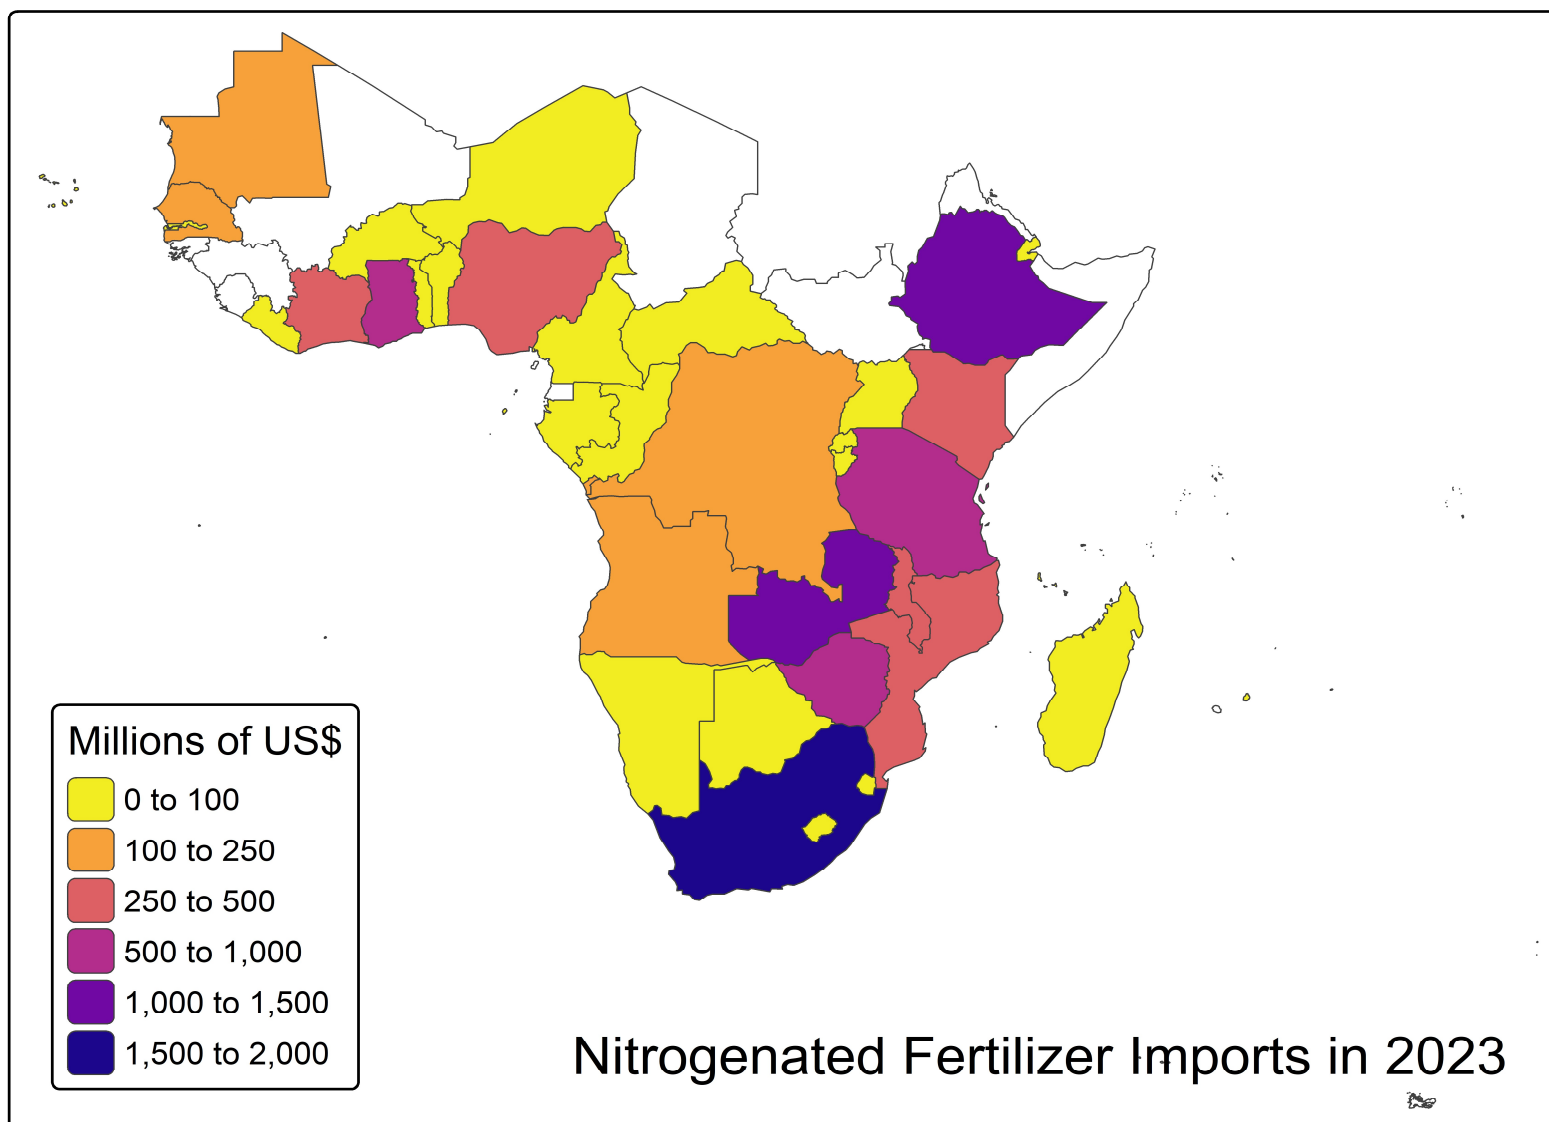 Millions of US$
0 to 100
100 to 250
250 to 500
500 to 1,000
1,000 to 1,500
1,500 to 2,000
Nitrogenated Fertilizer Imports in 2023